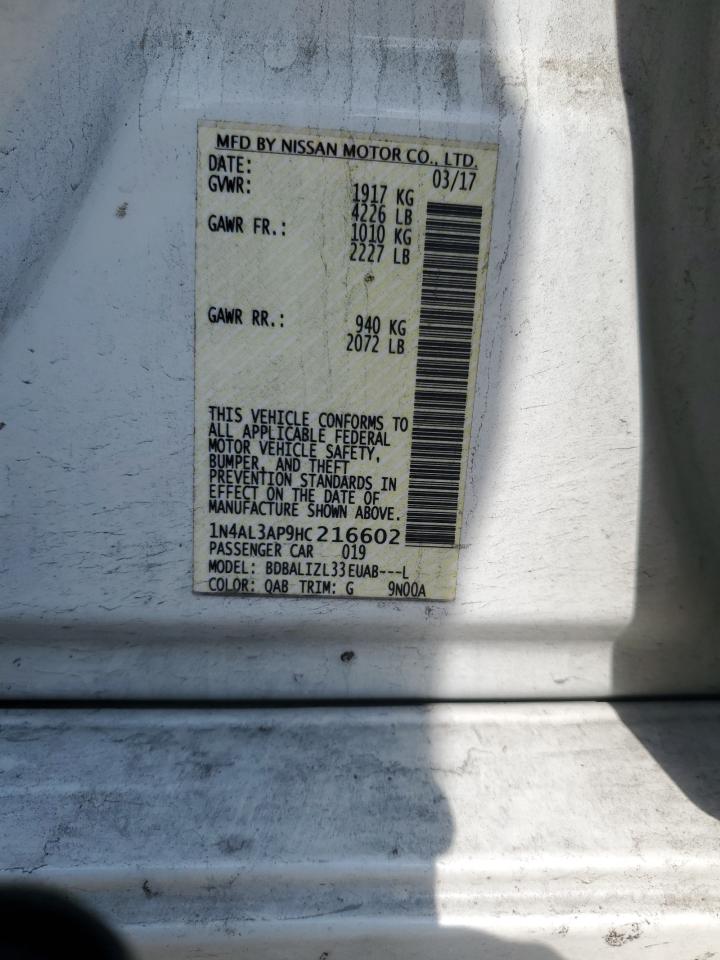 MFD BY NISSAN MOTOR CO., LTD.
DATE: 03/17
GVWR: 1917 KG
4226 LB
GAWR FR.: 1010 KG
2227 LB
GAWR RR.: 940 KG
2072 LB
THIS VEHICLE CONFORMS TO
ALL APPLICABLE FEDERAL
MOTOR VEHICLE SAFETY,
BUMPER, AND THEFT
PREVENTION STANDARDS IN
EFFECT ON THE DATE OF
MANUFACTURE SHOWN ABOVE.
1N4AL3AP9HC216602
PASSENGER CAR 019
MODEL: BDBALIZL33EUAB---L
COLOR: QAB TRIM: G 9N00A